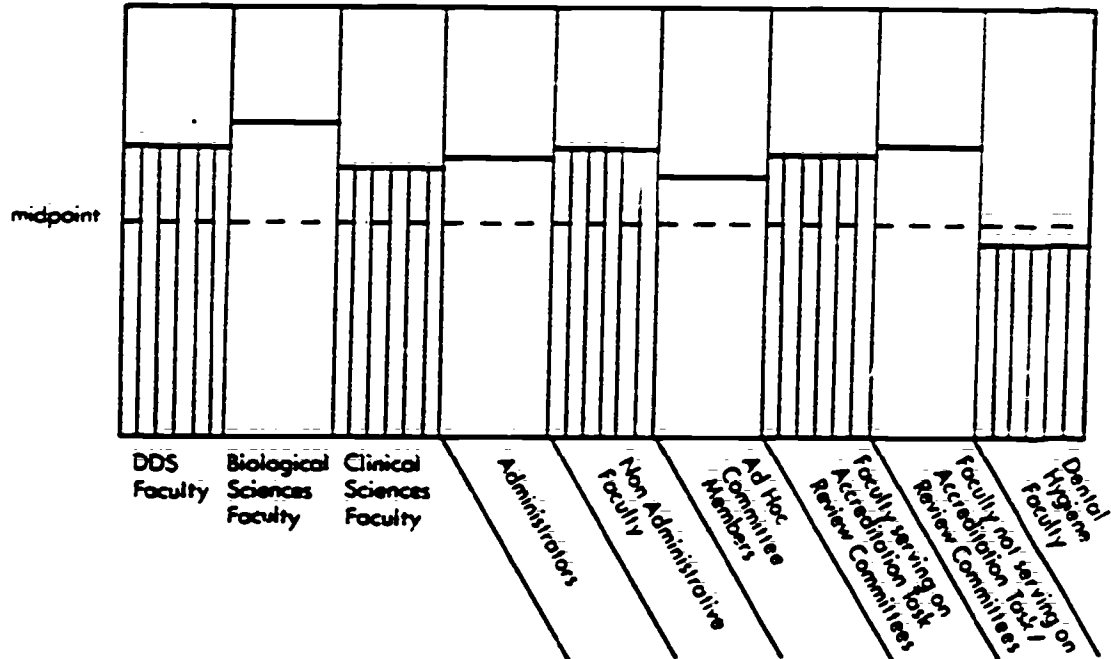 midpoint
DDS
Faculty
Biological
Sciences
Faculty
Clinical
Sciences
Faculty
Administrators
Non Administrative
Faculty
Ad Hoc
Committee
Members
Faculty serving on
Accreditation Task
Review Committees
Faculty not serving on
Accreditation Task /
Review Committees
Dental
Hygiene
Faculty